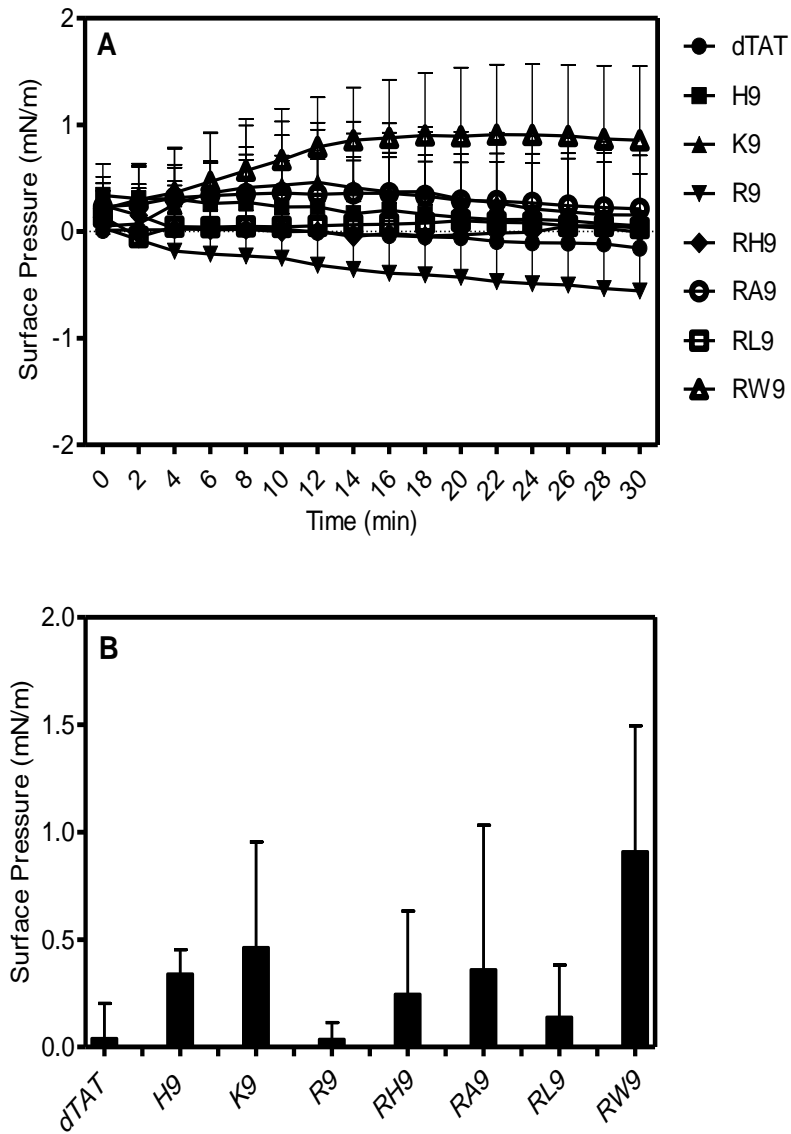 A
Surface Pressure (mN/m)
2
1
0
-1
-2
0 2 4 6 8 10 12 14 16 18 20 22 24 26 28 30
Time (min)
dTAT
H9
K9
R9
RH9
RA9
RL9
RW9
B
Surface Pressure (mN/m)
2.0
1.5
1.0
0.5
0.0
dTAT H9 K9 R9 RH9 RA9 RL9 RW9